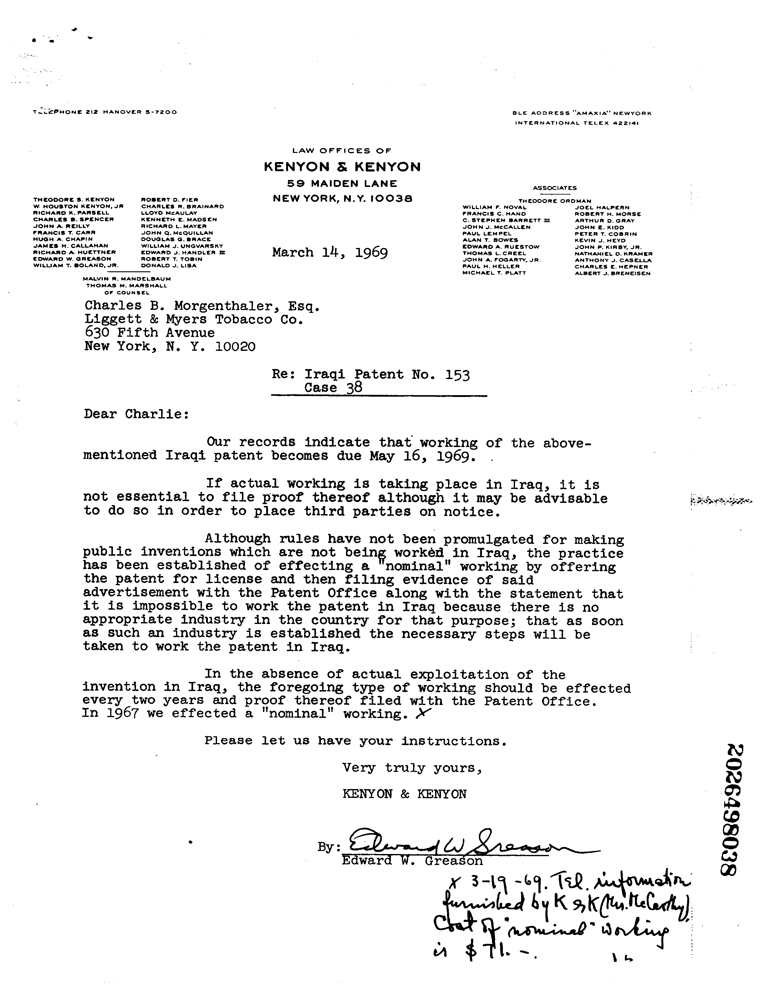 TELEPHONE 212 HANOVER 5-7200
BLE ADDRESS "AMAXIA" NEWYORK
INTERNATIONAL TELEX 422141
LAW OFFICES OF
KENYON & KENYON
59 MAIDEN LANE
NEW YORK, N.Y. 10038
THEODORE S. KENYON
W. HOUSTON KENYON, JR
RICHARD K. PARSELL
CHARLES B. SPENCER
JOHN A. REILLY
FRANCIS T. CARR
HUGH A. CHAPIN
JAMES H. CALLAHAN
RICHARD A. HUETTNER
EDWARD W. GREASON
WILLIAM T. BOLAND, JR.
ROBERT D. FIER
CHARLES R. BRAINARD
LLOYD McAULAY
KENNETH E. MADSEN
RICHARD L. MAYER
JOHN Q. McQUILLAN
DOUGLAS G. BRACE
WILLIAM J. UNGVARSKY
EDWARD J. HANDLER III
ROBERT T. TOBIN
DONALD J. LISA
MALVIN R. MANDELBAUM
THOMAS M. MARSHALL
OF COUNSEL
ASSOCIATES
THEODORE ORDMAN
WILLIAM F. NOVAL
FRANCIS C. HAND
C. STEPHEN BARRETT III
JOHN J. McCALLEN
PAUL LEMPEL
ALAN T. BOWES
EDWARD A. RUESTOW
THOMAS L. CREEL
JOHN A. FOGARTY, JR.
PAUL H. HELLER
MICHAEL T. PLATT
JOEL HALPERN
ROBERT H. MORSE
ARTHUR D. GRAY
JOHN E. KIDD
PETER T. COBRIN
KEVIN J. HEYD
JOHN P. KIRBY, JR.
NATHANIEL D. KRAMER
ANTHONY J. CASELLA
CHARLES E. HEPNER
ALBERT J. BRENEISEN
March 14, 1969
Charles B. Morgenthaler, Esq.
Liggett & Myers Tobacco Co.
630 Fifth Avenue
New York, N. Y. 10020
Re: Iraqi Patent No. 153
Case 38
Dear Charlie:
Our records indicate that working of the above-
mentioned Iraqi patent becomes due May 16, 1969.
If actual working is taking place in Iraq, it is
not essential to file proof thereof although it may be advisable
to do so in order to place third parties on notice.
Although rules have not been promulgated for making
public inventions which are not being worked in Iraq, the practice
has been established of effecting a "nominal" working by offering
the patent for license and then filing evidence of said
advertisement with the Patent Office along with the statement that
it is impossible to work the patent in Iraq because there is no
appropriate industry in the country for that purpose; that as soon
as such an industry is established the necessary steps will be
taken to work the patent in Iraq.
In the absence of actual exploitation of the
invention in Iraq, the foregoing type of working should be effected
every two years and proof thereof filed with the Patent Office.
In 1967 we effected a "nominal" working. x
Please let us have your instructions.
Very truly yours,
KENYON & KENYON
By: Edward W Greason
Edward W. Greason
x 3-19-69. Tel. information
furnished by K & K (Mrs. McCarthy)
Cost of "nominal" working
is $71.-.
2026498038